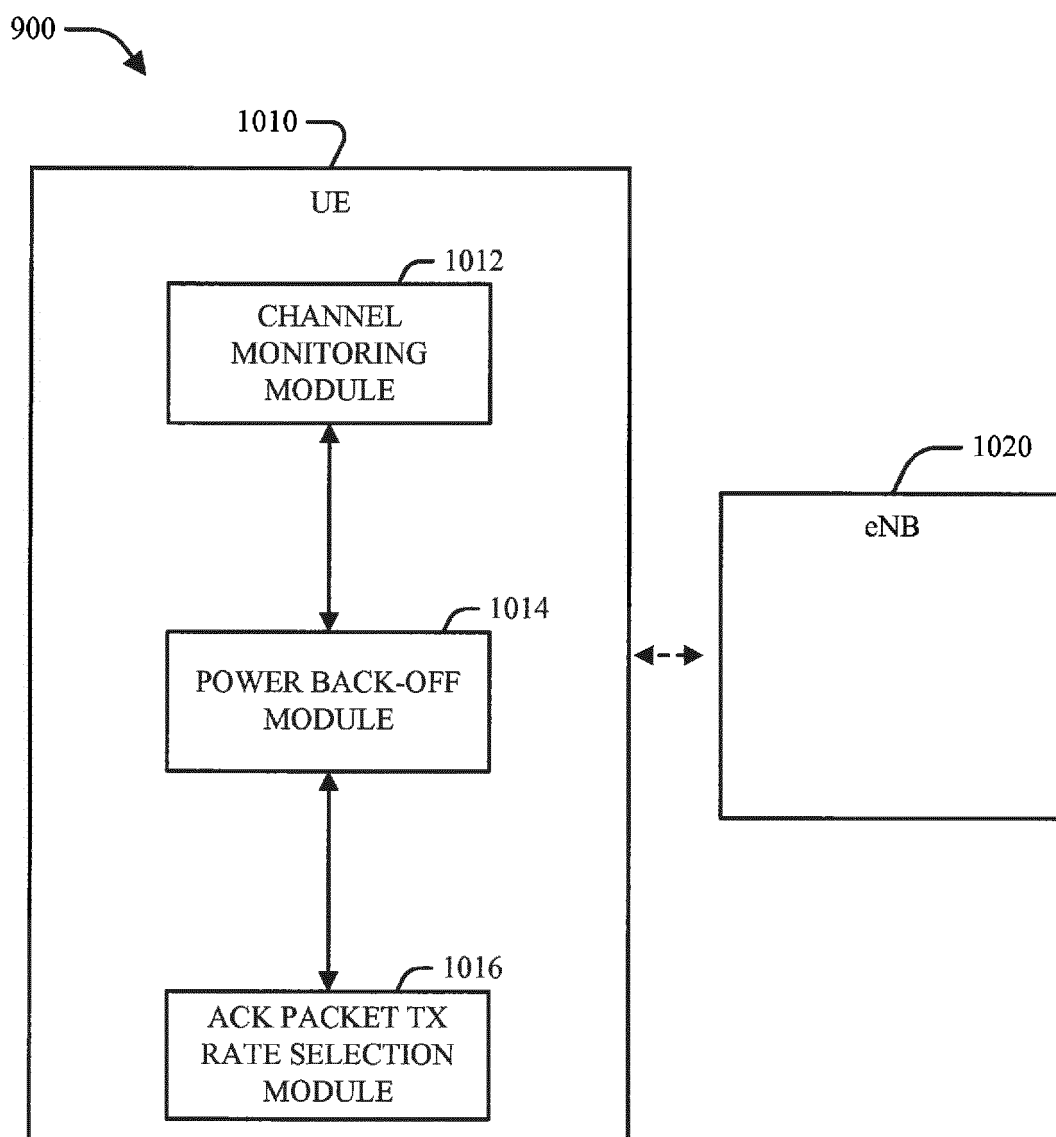 900
1010
UE
1012
CHANNEL
MONITORING
MODULE
1020
eNB
1014
POWER BACK-OFF
MODULE
1016
ACK PACKET TX
RATE SELECTION
MODULE